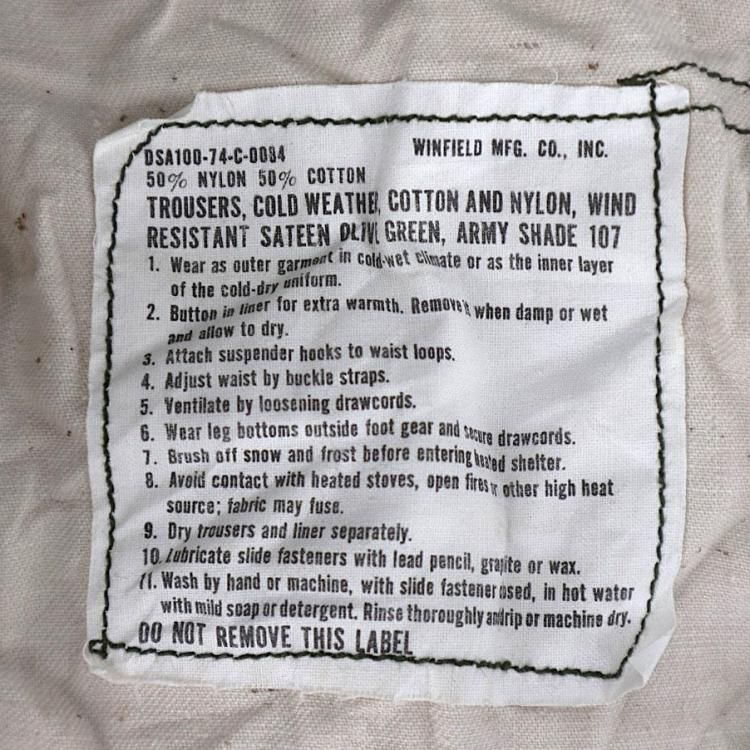 DSA100-74-C-0084 WINFIELD MFG. CO., INC.
50% NYLON 50% COTTON
TROUSERS, COLD WEATHER, COTTON AND NYLON, WIND
RESISTANT SATEEN OLIVE GREEN, ARMY SHADE 107
1. Wear as outer garment in cold-wet climate or as the inner layer
of the cold-dry uniform.
2. Button in liner for extra warmth. Remove it when damp or wet
and allow to dry.
3. Attach suspender hooks to waist loops.
4. Adjust waist by buckle straps.
5. Ventilate by loosening drawcords.
6. Wear leg bottoms outside foot gear and secure drawcords.
7. Brush off snow and frost before entering heated shelter.
8. Avoid contact with heated stoves, open fires or other high heat
source; fabric may fuse.
9. Dry trousers and liner separately.
10. Lubricate slide fasteners with lead pencil, graphite or wax.
11. Wash by hand or machine, with slide fastener closed, in hot water
with mild soap or detergent. Rinse thoroughly and drip or machine dry.
DO NOT REMOVE THIS LABEL